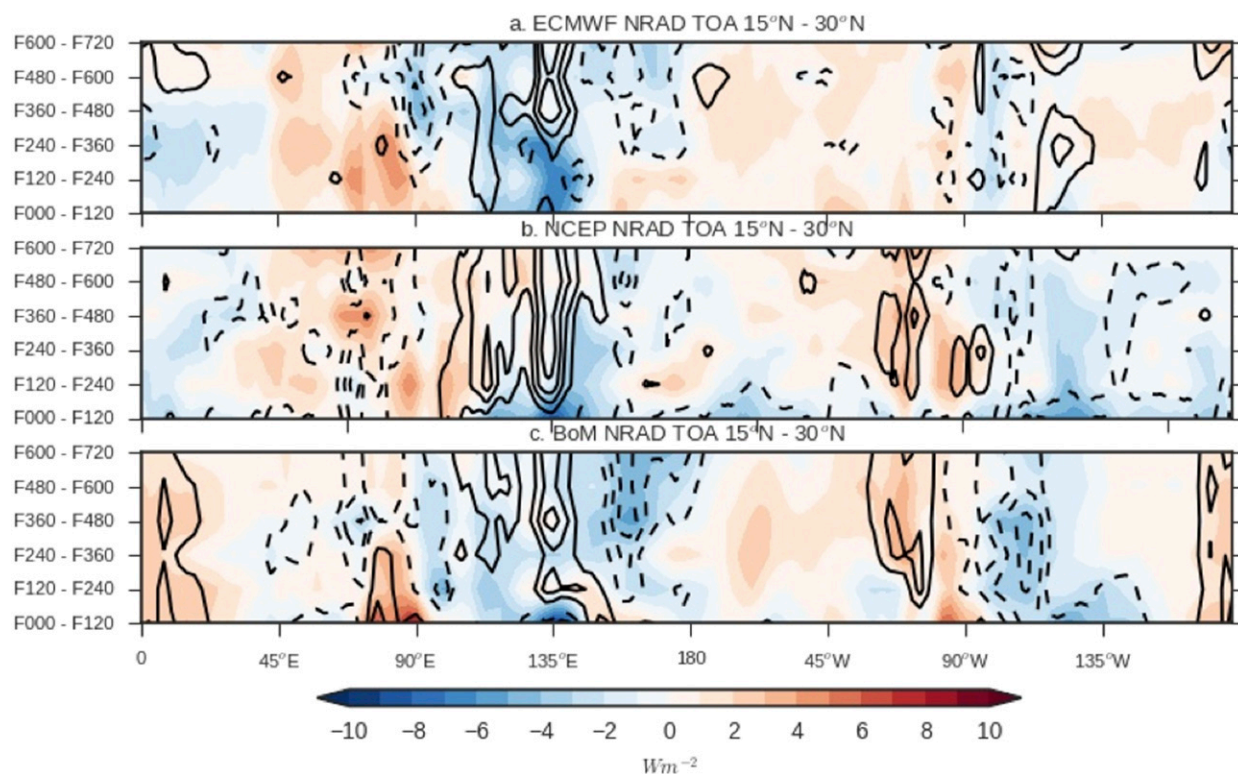 a. ECMWF NRAD TOA 15°N - 30°N
F600 - F720
F480 - F600
F360 - F480
F240 - F360
F120 - F240
F000 - F120
b. NCEP NRAD TOA 15°N - 30°N
F600 - F720
F480 - F600
F360 - F480
F240 - F360
F120 - F240
F000 - F120
c. BoM NRAD TOA 15°N - 30°N
F600 - F720
F480 - F600
F360 - F480
F240 - F360
F120 - F240
F000 - F120
0 45°E 90°E 135°E 180 45°W 90°W 135°W
−10 −8 −6 −4 −2 0 2 4 6 8 10
Wm⁻²